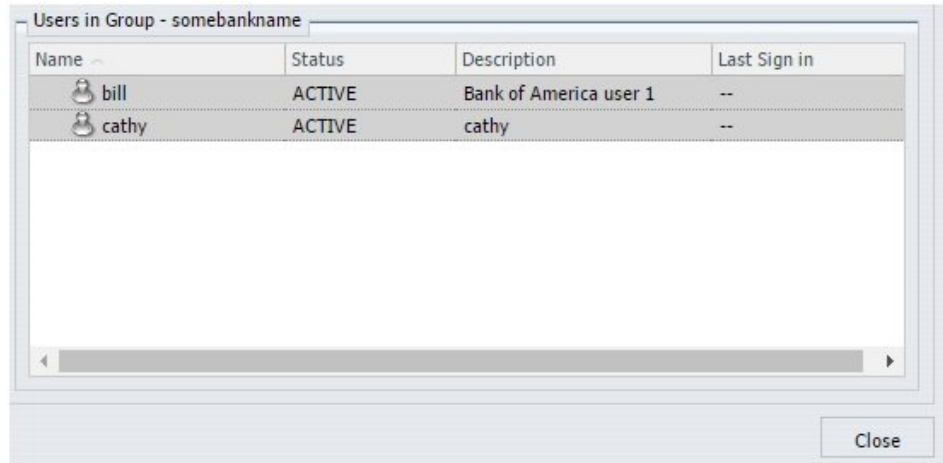 Users in Group - somebankname
Name Status Description Last Sign in
bill ACTIVE Bank of America user 1 --
cathy ACTIVE cathy --
Close